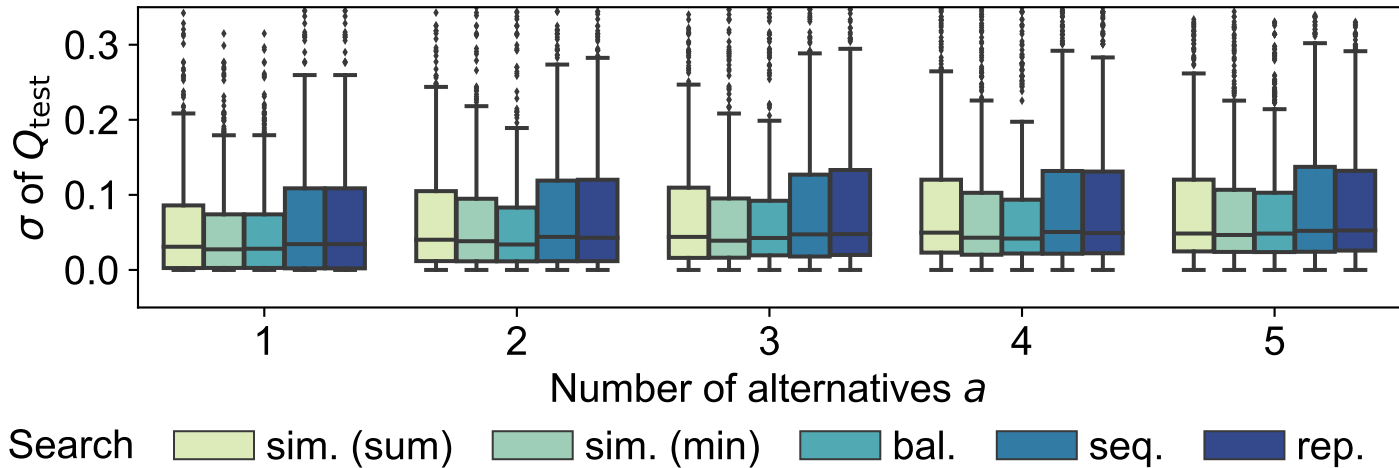 0.3
0.2
0.1
0.0
σ of Qtest
1 2 3 4 5
Number of alternatives a
Search sim. (sum) sim. (min) bal. seq. rep.